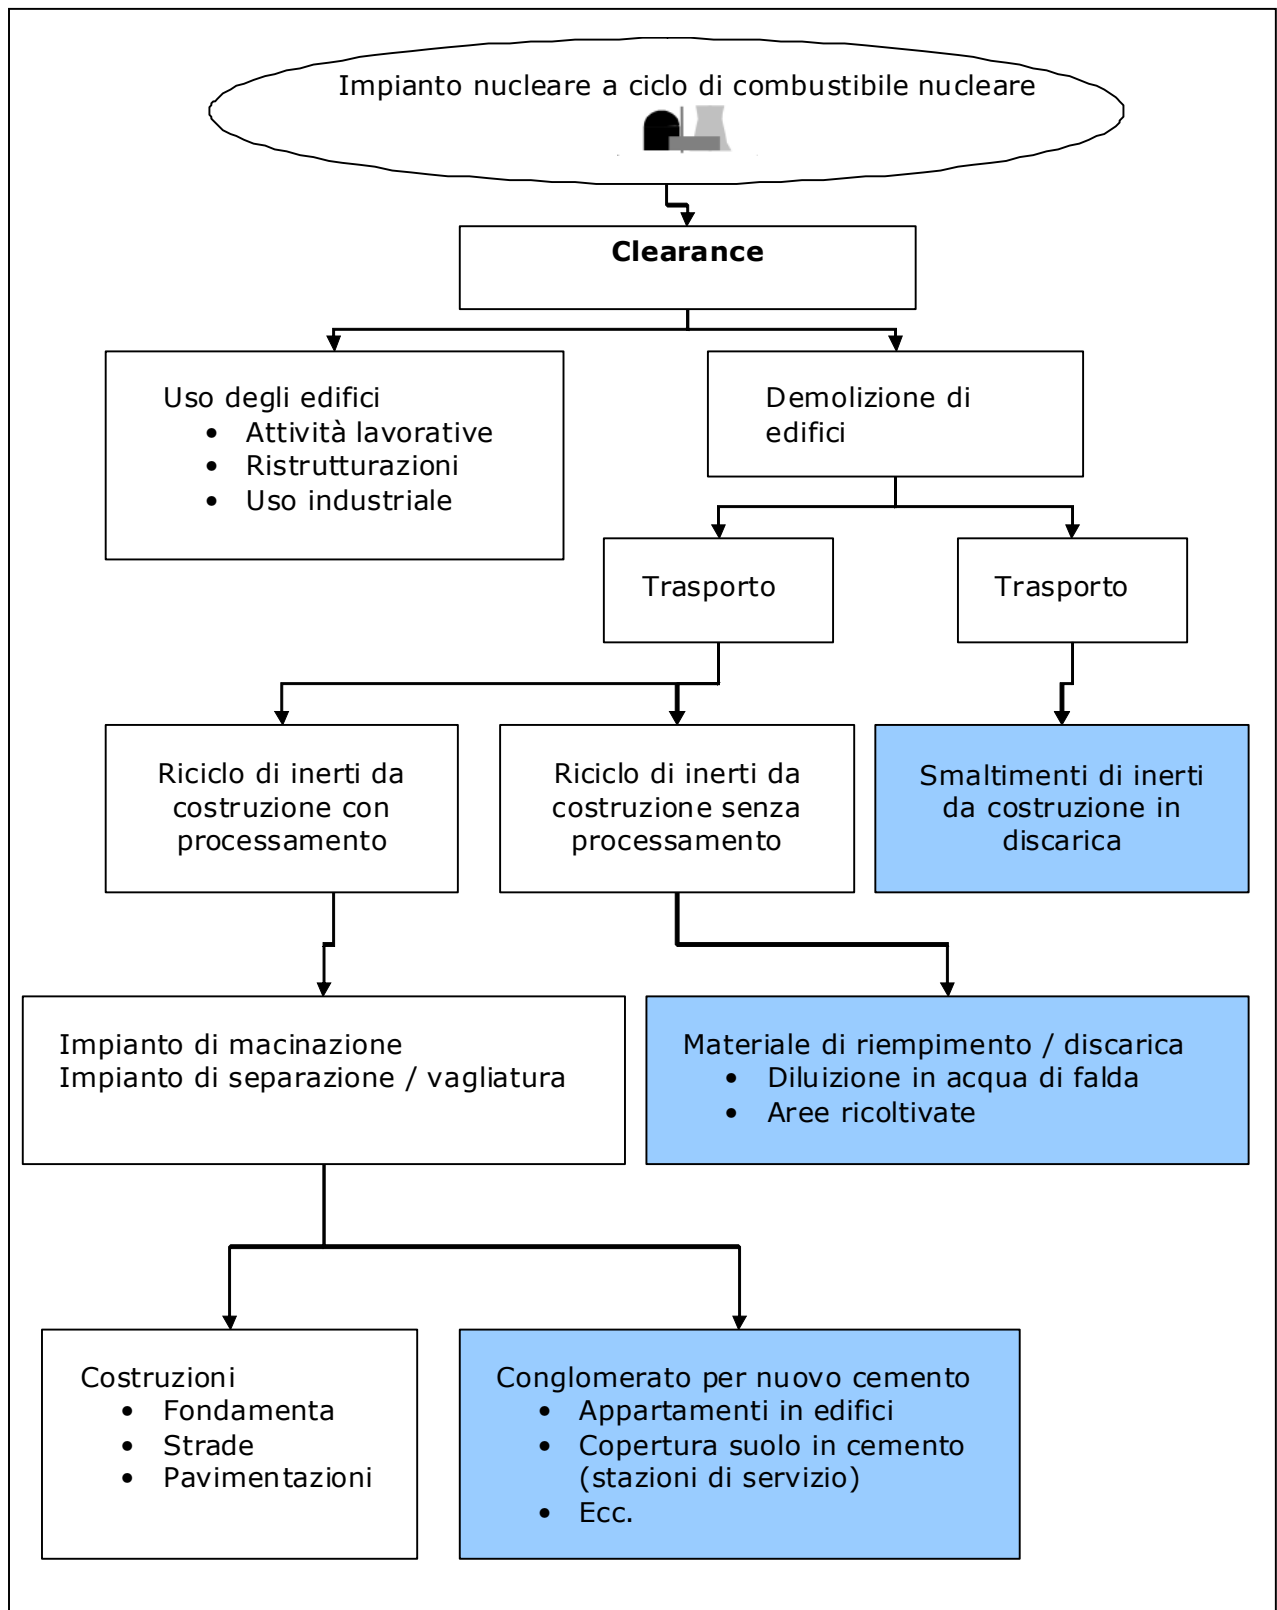 Impianto nucleare a ciclo di combustibile nucleare
Clearance
Uso degli edifici
• Attività lavorative
• Ristrutturazioni
• Uso industriale
Demolizione di
edifici
Trasporto
Trasporto
Riciclo di inerti da
costruzione con
processamento
Riciclo di inerti da
costruzione senza
processamento
Smaltimenti di inerti
da costruzione in
discarica
Impianto di macinazione
Impianto di separazione / vagliatura
Materiale di riempimento / discarica
• Diluizione in acqua di falda
• Aree ricoltivate
Costruzioni
• Fondamenta
• Strade
• Pavimentazioni
Conglomerato per nuovo cemento
• Appartamenti in edifici
• Copertura suolo in cemento
(stazioni di servizio)
• Ecc.